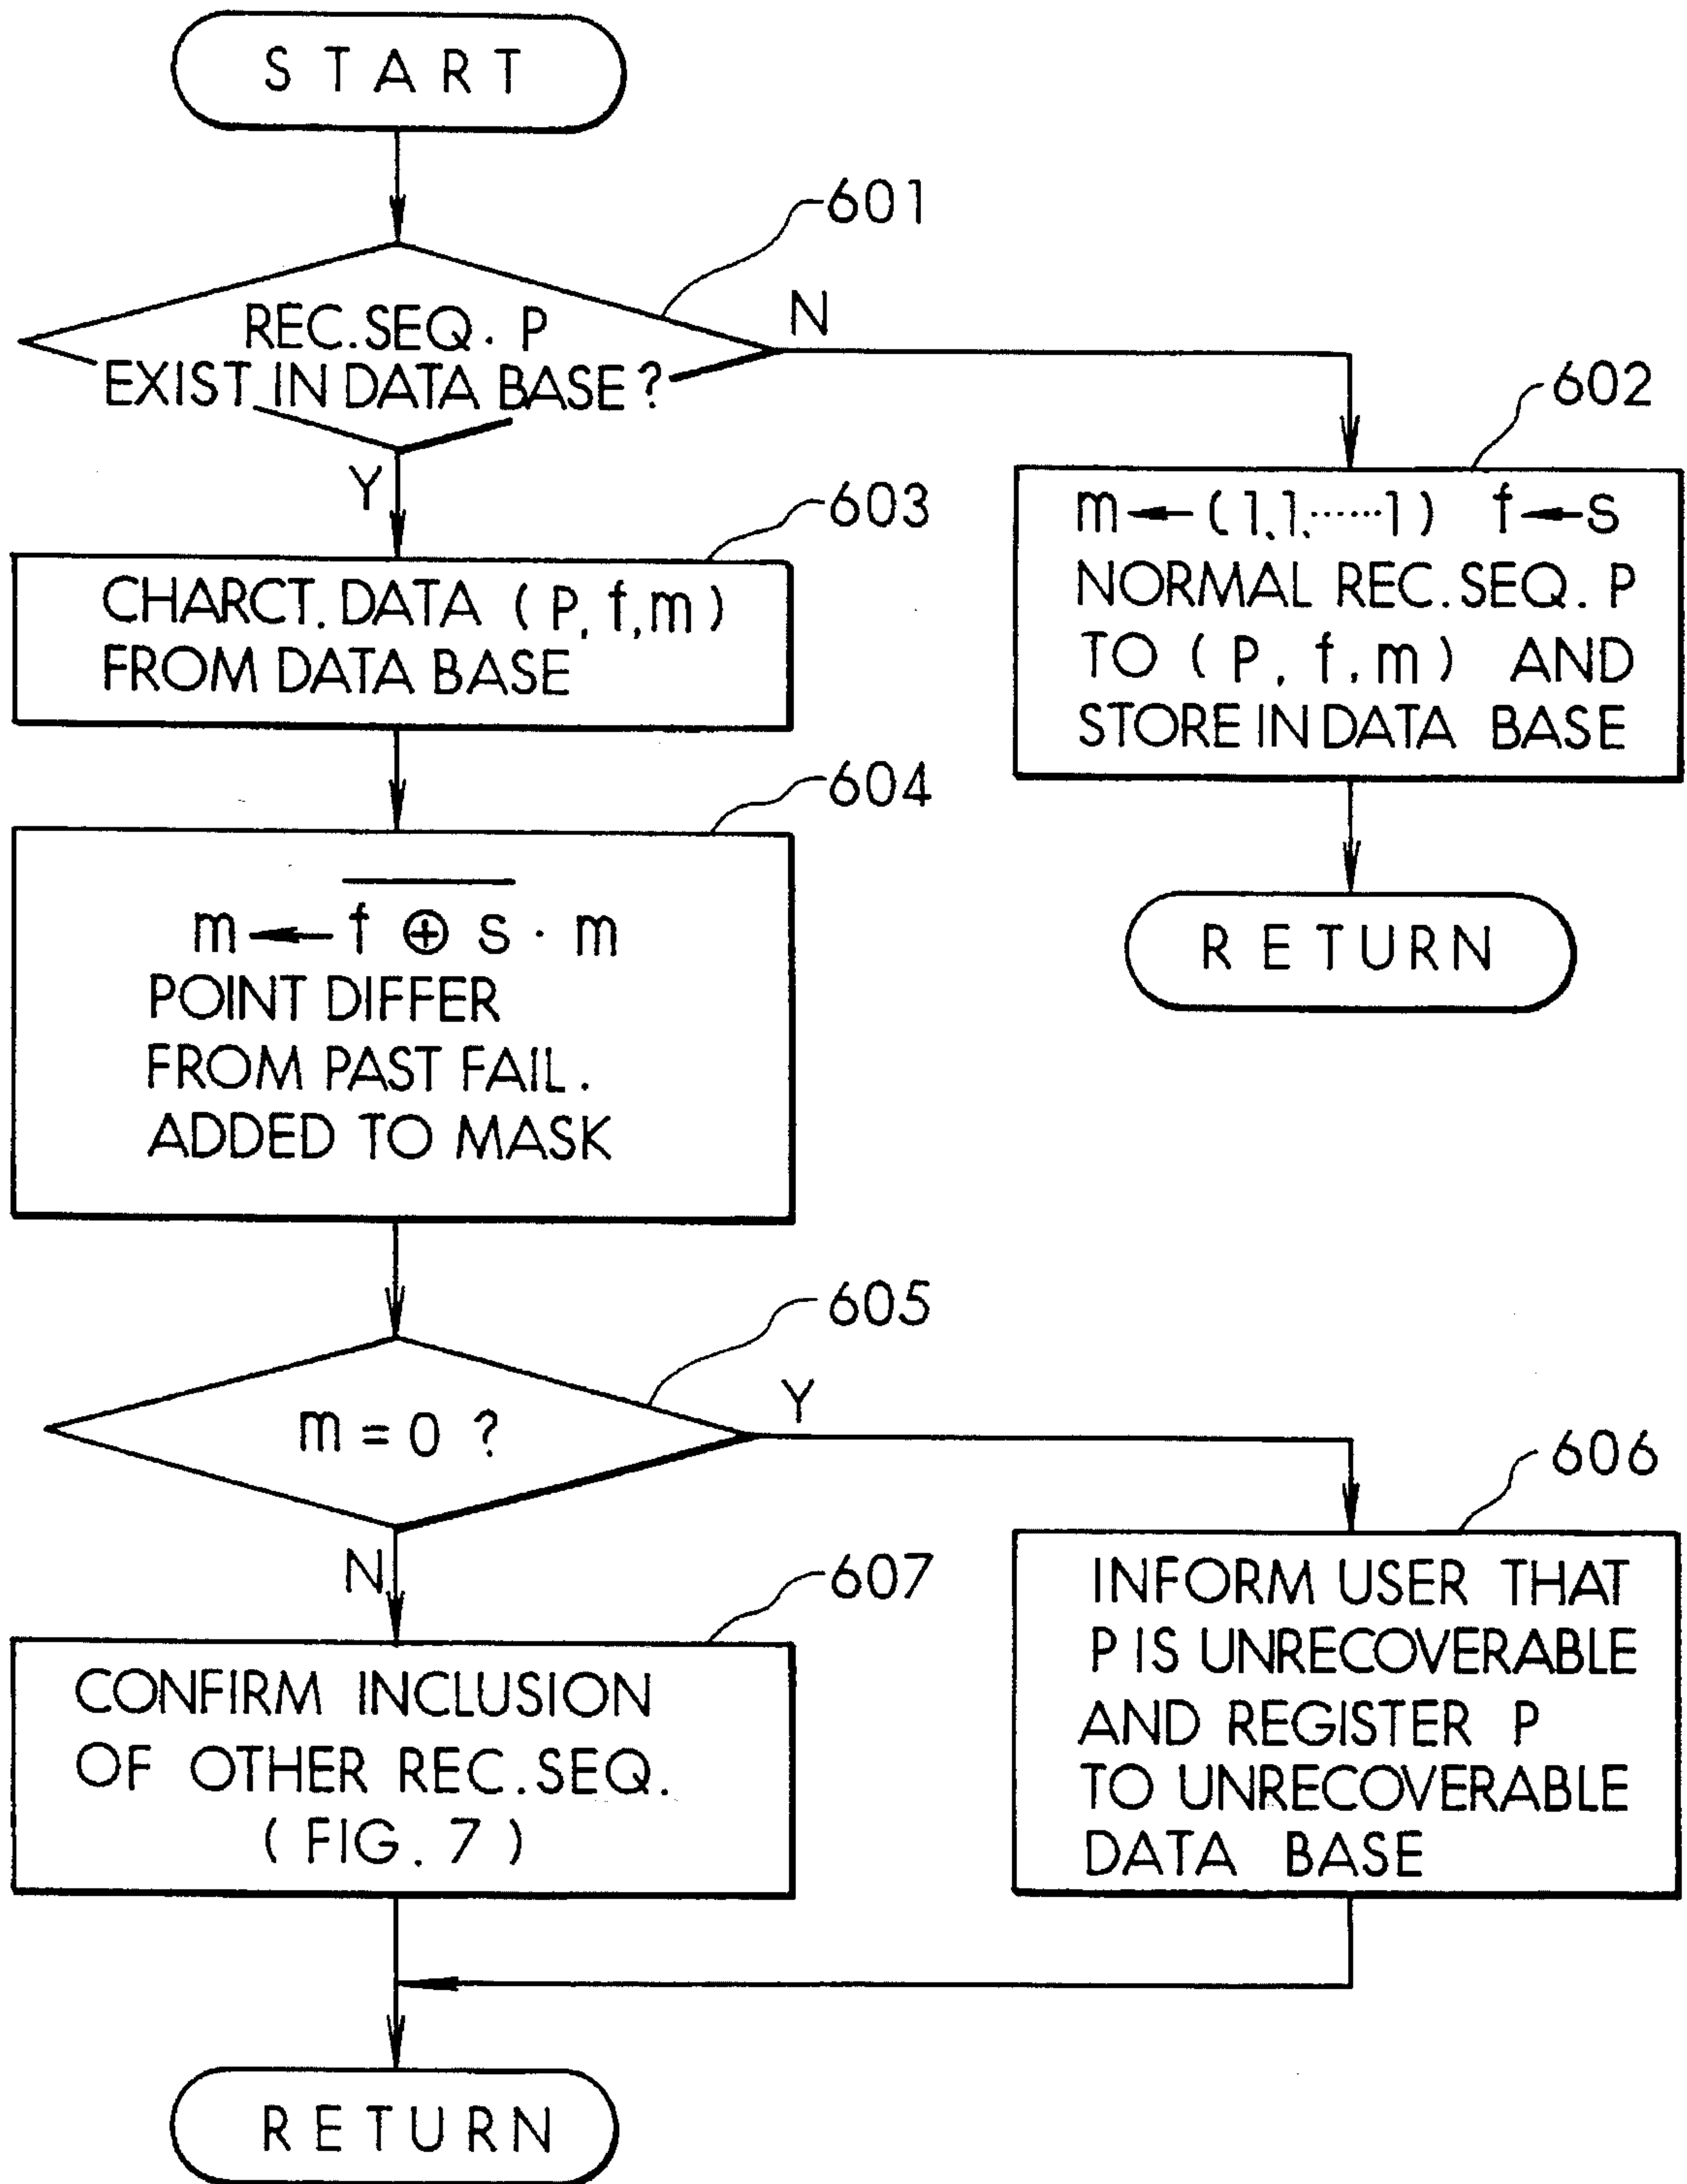 START
601
REC.SEQ. P
EXIST IN DATA BASE?
N
Y
602
m←(1,1,……1) f←s
NORMAL REC.SEQ. P
TO (P, f, m) AND
STORE IN DATA BASE
RETURN
603
CHARCT. DATA (P, f, m)
FROM DATA BASE
604
m←f̅ ̅⊕̅ ̅s̅ · m
POINT DIFFER
FROM PAST FAIL.
ADDED TO MASK
605
m = 0 ?
Y
N
606
INFORM USER THAT
P IS UNRECOVERABLE
AND REGISTER P
TO UNRECOVERABLE
DATA BASE
607
CONFIRM INCLUSION
OF OTHER REC.SEQ.
(FIG. 7)
RETURN